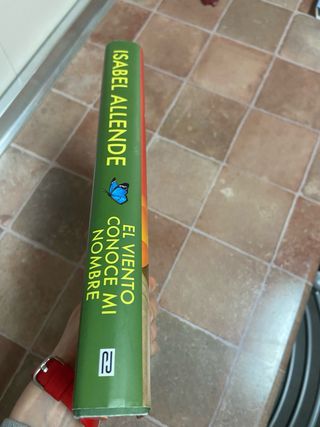 ISABEL ALLENDE
EL VIENTO
CONOCE MI
NOMBRE